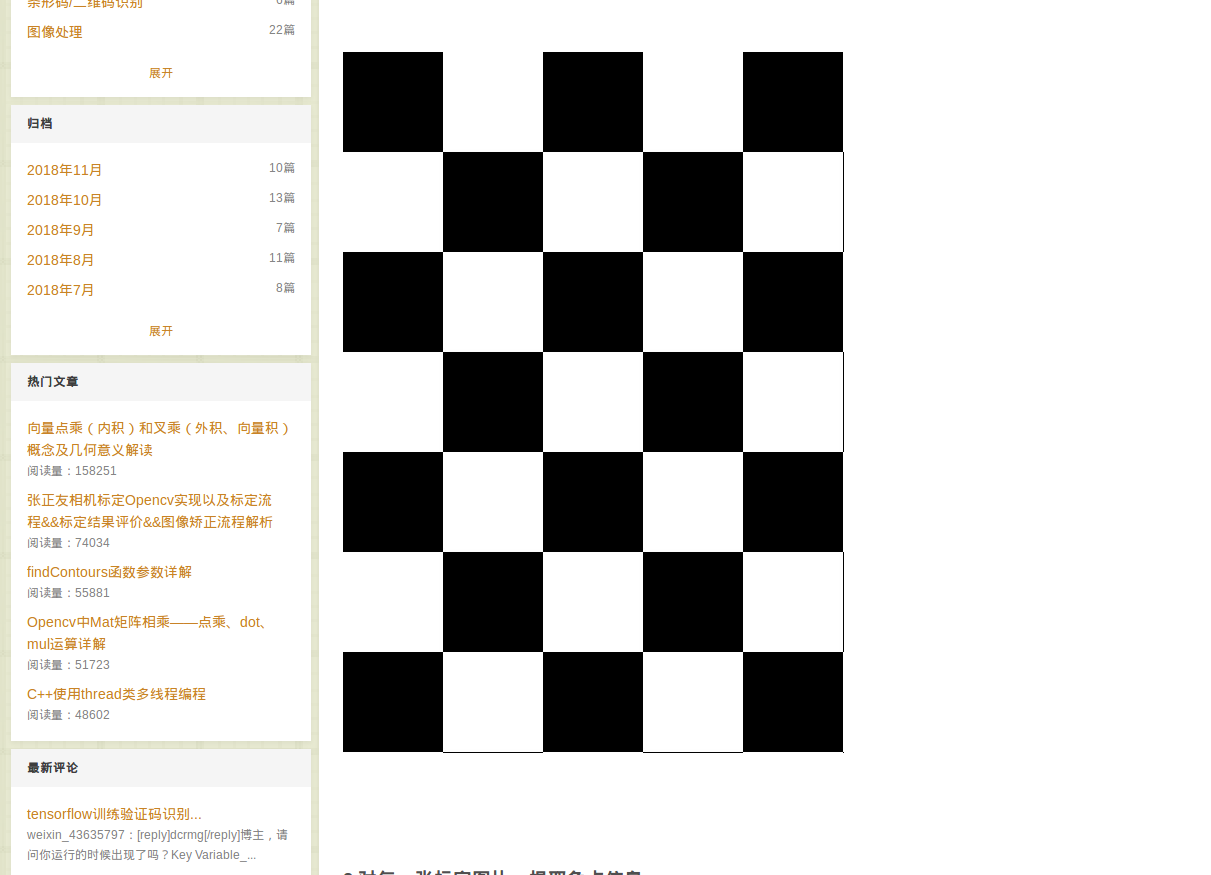 条形码/二维码识别 6篇
图像处理 22篇
展开
归档
2018年11月 10篇
2018年10月 13篇
2018年9月 7篇
2018年8月 11篇
2018年7月 8篇
展开
热门文章
向量点乘（内积）和叉乘（外积、向量积）
概念及几何意义解读
阅读量：158251
张正友相机标定Opencv实现以及标定流
程&&标定结果评价&&图像矫正流程解析
阅读量：74034
findContours函数参数详解
阅读量：55881
Opencv中Mat矩阵相乘——点乘、dot、
mul运算详解
阅读量：51723
C++使用thread类多线程编程
阅读量：48602
最新评论
tensorflow训练验证码识别...
weixin_43635797：[reply]dcrmg[/reply]博主，请
问你运行的时候出现了吗？Key Variable_...